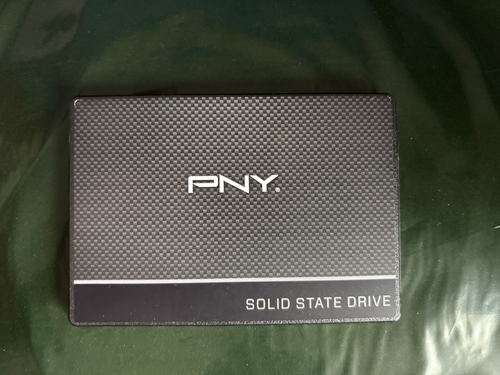 PNY.
SOLID STATE DRIVE